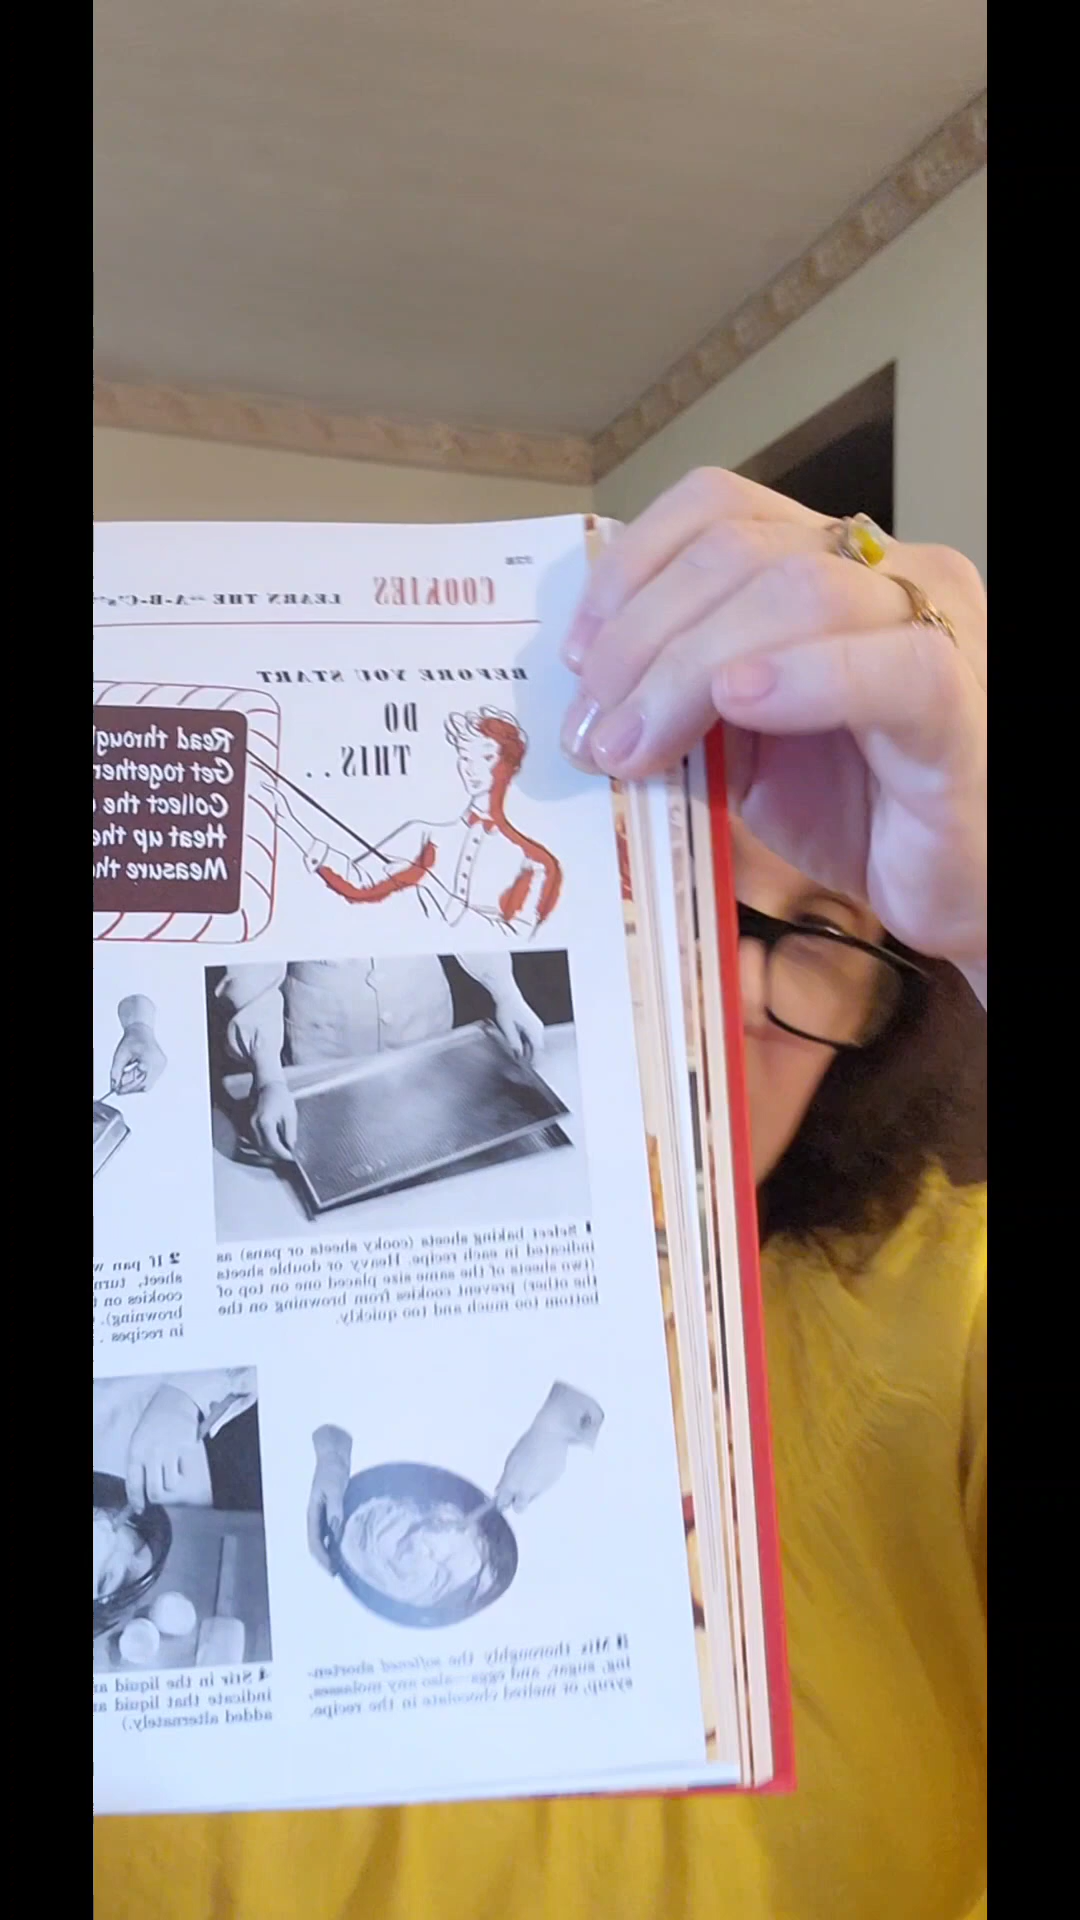 COOKIES LEARN THE "A-B-C's"
BEFORE YOU START
DO
THIS..
Read through
Get together
Collect the
Heat up the
Measure the
1 Select baking sheets (cooky sheets or pans) as
indicated in each recipe. Heavy or double sheets
(two sheets of the same size placed one on top of
the other) prevent cookies from browning on the
bottom too much and too quickly.
2 If pan w
sheet, turn
cookies on
browning).
in recipes .
3 Mix thoroughly the softened shorten-
ing, sugar, and eggs—also any molasses,
syrup, or melted chocolate in the recipe.
4 Stir in the liquid a
indicate that liquid a
added alternately.)